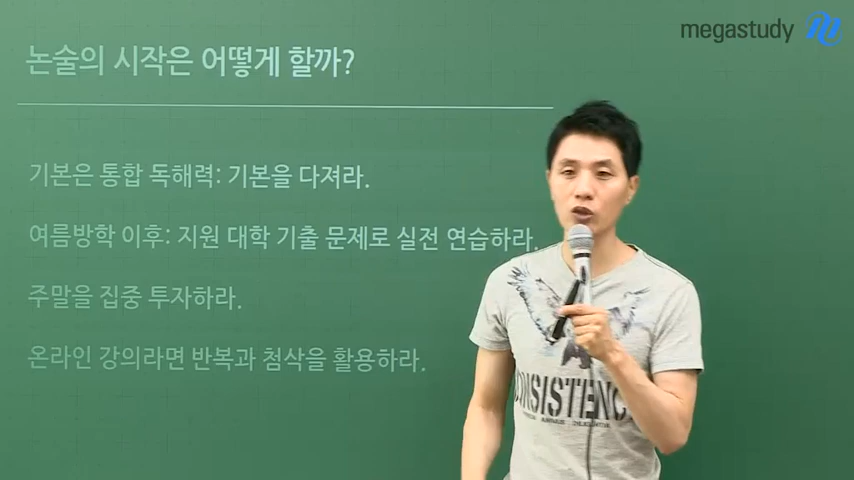 megastudy
논술의 시작은 어떻게 할까?
기본은 통합 독해력: 기본을 다져라.
여름방학 이후: 지원 대학 기출 문제로 실전 연습하라.
주말을 집중 투자하라.
온라인 강의라면 반복과 첨삭을 활용하라.